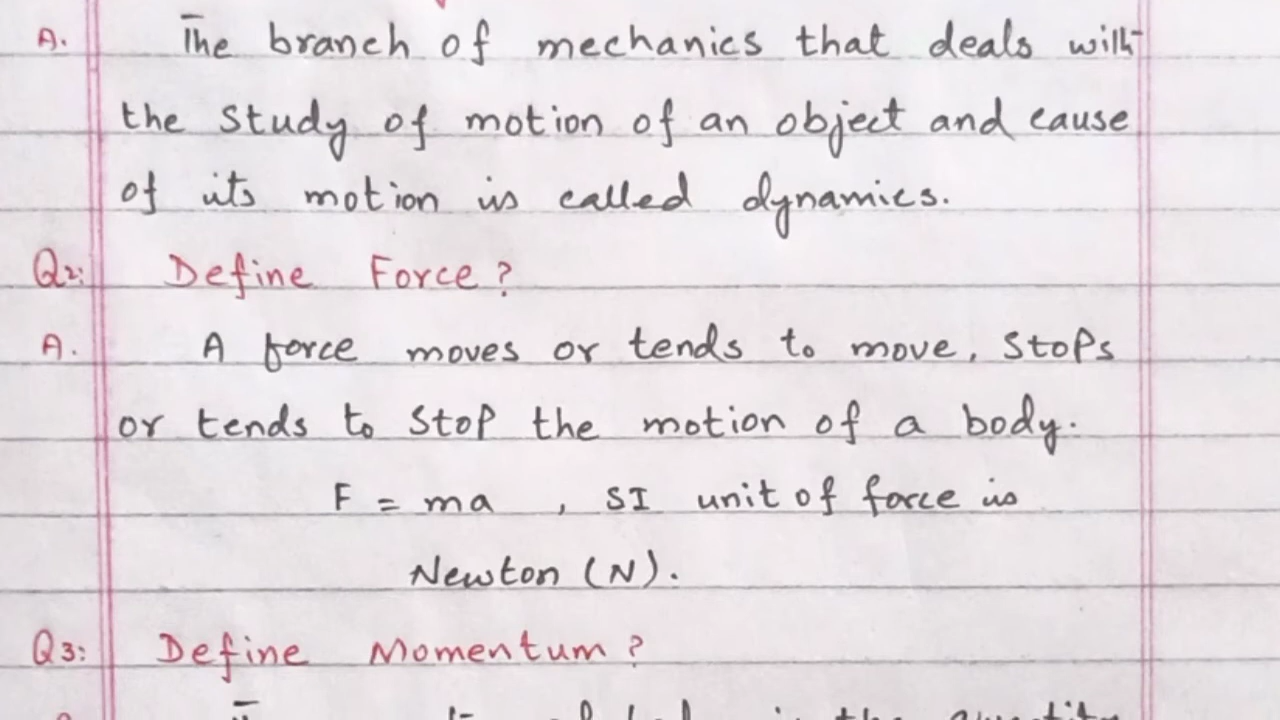 A. The branch of mechanics that deals with
the study of motion of an object and cause
of its motion is called dynamics.
Q2: Define Force?
A. A force moves or tends to move, stops
or tends to stop the motion of a body.
F = ma , SI unit of force is
Newton (N).
Q3: Define Momentum?
the quantity